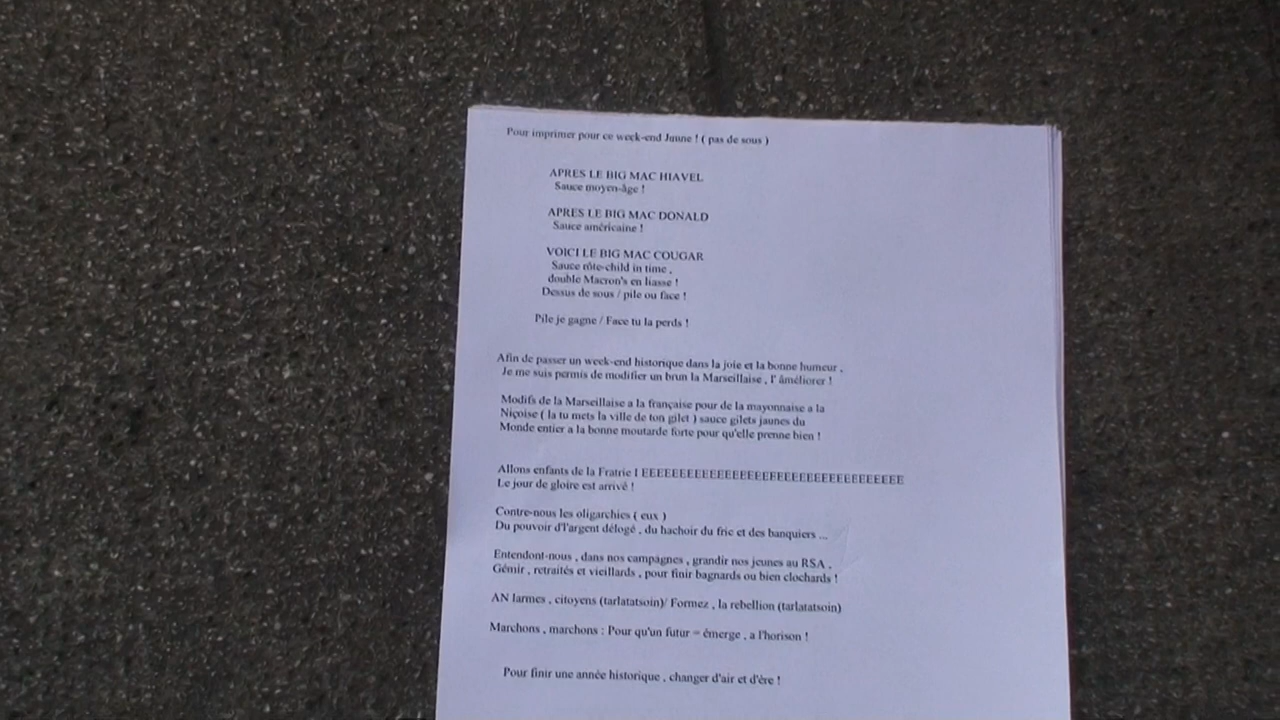 Pour imprimer pour ce week-end Jaune ! ( pas de sous )
APRES LE BIG MAC HIAVEL
Sauce moyen-âge !
APRES LE BIG MAC DONALD
Sauce américaine !
VOICI LE BIG MAC COUGAR
Sauce rôte-child in time ,
double Macron's en liasse !
Dessus de sous / pile ou face !
Pile je gagne / Face tu la perds !
Afin de passer un week-end historique dans la joie et la bonne humeur ,
Je me suis permis de modifier un brun la Marseillaise , l' âméliorer !
Modifs de la Marseillaise a la française pour de la mayonnaise a la
Niçoise ( la tu mets la ville de ton gilet ) sauce gilets jaunes du
Monde entier a la bonne moutarde forte pour qu'elle prenne bien !
Allons enfants de la Fratrie I EEEEEEEEEEEEEEEEEEEEEEEEEEEEEEEEEE
Le jour de gloire est arrivé !
Contre-nous les oligarchies ( eux )
Du pouvoir d'l'argent délogé , du hachoir du fric et des banquiers ...
Entendont-nous , dans nos campagnes , grandir nos jeunes au RSA ,
Gémir , retraités et vieillards , pour finir bagnards ou bien clochards !
AN larmes , citoyens (tarlatatsoin)/ Formez , la rebellion (tarlatatsoin)
Marchons , marchons : Pour qu'un futur = émerge , a l'horison !
Pour finir une année historique , changer d'air et d'ére !